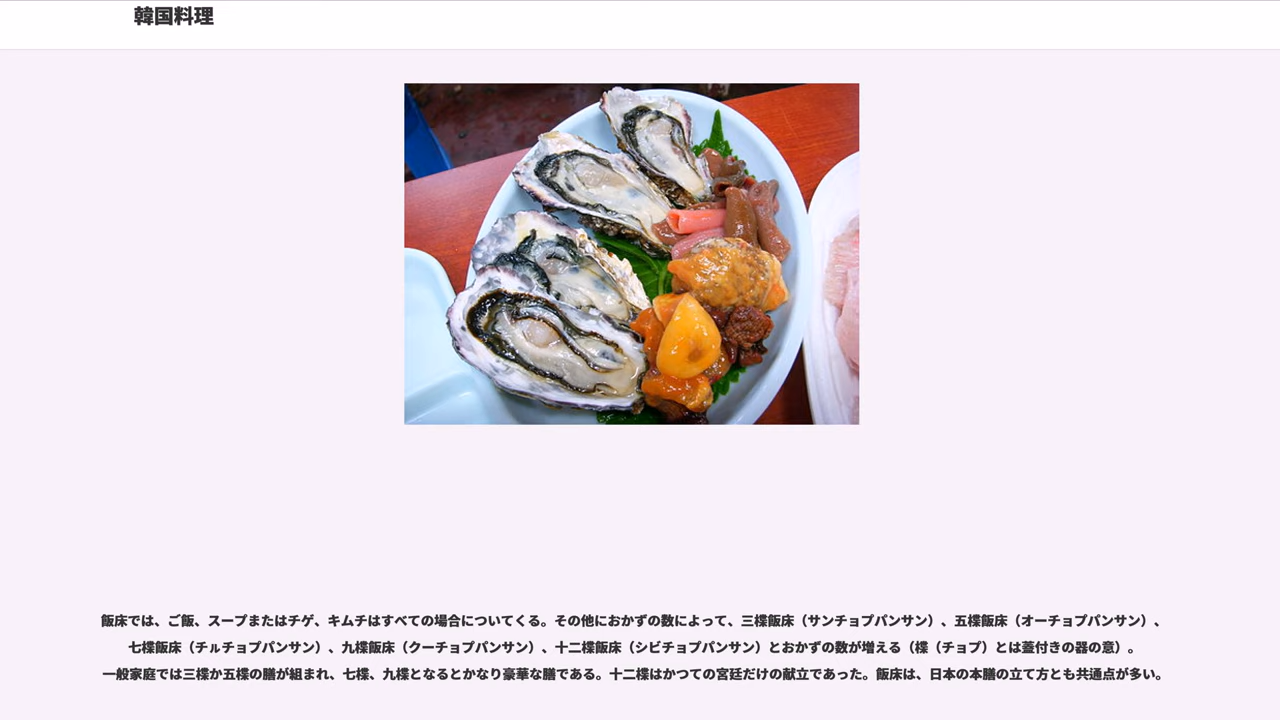 韓国料理
飯床では、ご飯、スープまたはチゲ、キムチはすべての場合についてくる。その他におかずの数によって、三楪飯床（サンチョプパンサン）、五楪飯床（オーチョプパンサン）、
七楪飯床（チㇽチョプパンサン）、九楪飯床（クーチョプパンサン）、十二楪飯床（シビチョプパンサン）とおかずの数が増える（楪（チョプ）とは蓋付きの器の意）。
一般家庭では三楪か五楪の膳が組まれ、七楪、九楪となるとかなり豪華な膳である。十二楪はかつての宮廷だけの献立であった。飯床は、日本の本膳の立て方とも共通点が多い。